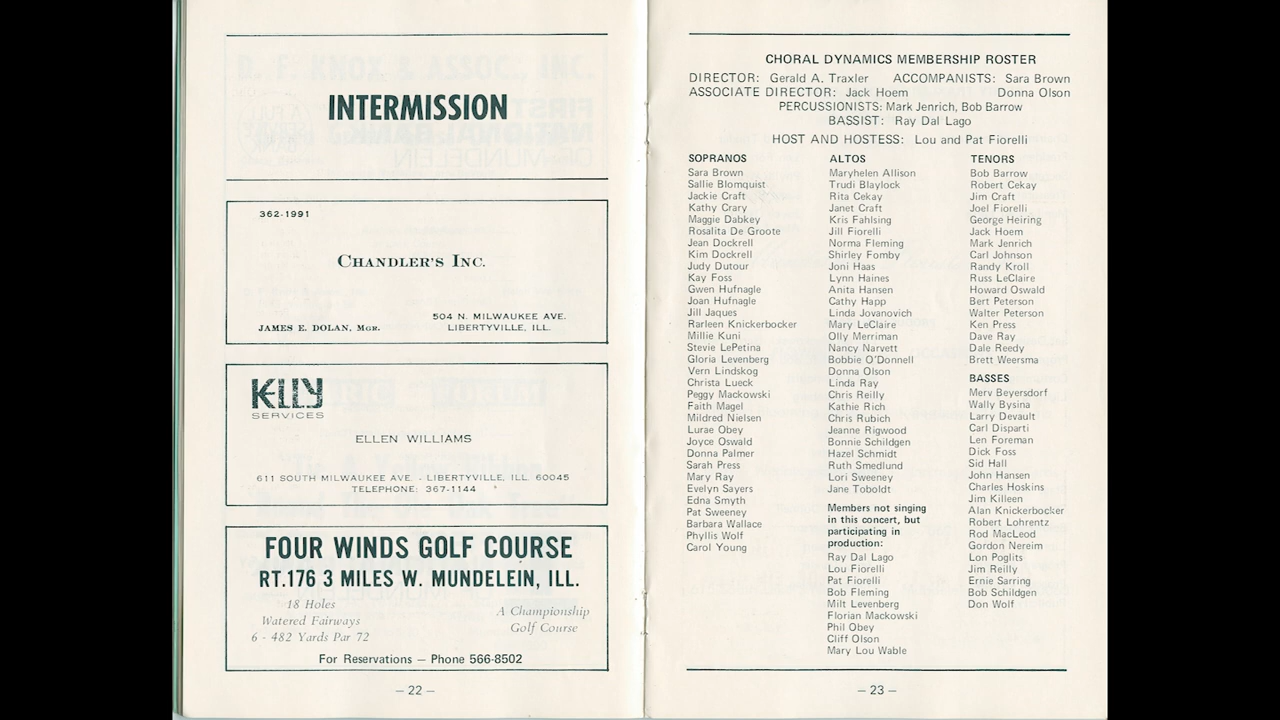 INTERMISSION
362-1991
CHANDLER'S INC.
JAMES E. DOLAN, MGR.
504 N. MILWAUKEE AVE.
LIBERTYVILLE, ILL.
KELLY
SERVICES
ELLEN WILLIAMS
611 SOUTH MILWAUKEE AVE. - LIBERTYVILLE, ILL. 60045
TELEPHONE: 367-1144
FOUR WINDS GOLF COURSE
RT.176 3 MILES W. MUNDELEIN, ILL.
18 Holes
Watered Fairways
6 - 482 Yards Par 72
A Championship
Golf Course
For Reservations — Phone 566-8502
— 22 —
CHORAL DYNAMICS MEMBERSHIP ROSTER
DIRECTOR: Gerald A. Traxler ACCOMPANISTS: Sara Brown
ASSOCIATE DIRECTOR: Jack Hoem Donna Olson
PERCUSSIONISTS: Mark Jenrich, Bob Barrow
BASSIST: Ray Dal Lago
HOST AND HOSTESS: Lou and Pat Fiorelli
SOPRANOS
Sara Brown
Sallie Blomquist
Jackie Craft
Kathy Crary
Maggie Dabkey
Rosalita De Groote
Jean Dockrell
Kim Dockrell
Judy Dutour
Kay Foss
Gwen Hufnagle
Joan Hufnagle
Jill Jaques
Rarleen Knickerbocker
Millie Kuni
Stevie LePetina
Gloria Levenberg
Vern Lindskog
Christa Lueck
Peggy Mackowski
Faith Magel
Mildred Nielsen
Lurae Obey
Joyce Oswald
Donna Palmer
Sarah Press
Mary Ray
Evelyn Sayers
Edna Smyth
Pat Sweeney
Barbara Wallace
Phyllis Wolf
Carol Young
ALTOS
Maryhelen Allison
Trudi Blaylock
Rita Cekay
Janet Craft
Kris Fahlsing
Jill Fiorelli
Norma Fleming
Shirley Fomby
Joni Haas
Lynn Haines
Anita Hansen
Cathy Happ
Linda Jovanovich
Mary LeClaire
Olly Merriman
Nancy Narvett
Bobbie O'Donnell
Donna Olson
Linda Ray
Chris Reilly
Kathie Rich
Chris Rubich
Jeanne Rigwood
Bonnie Schildgen
Hazel Schmidt
Ruth Smedlund
Lori Sweeney
Jane Toboldt
Members not singing
in this concert, but
participating in
production:
Ray Dal Lago
Lou Fiorelli
Pat Fiorelli
Bob Fleming
Milt Levenberg
Florian Mackowski
Phil Obey
Cliff Olson
Mary Lou Wable
TENORS
Bob Barrow
Robert Cekay
Jim Craft
Joel Fiorelli
George Heiring
Jack Hoem
Mark Jenrich
Carl Johnson
Randy Kroll
Russ LeClaire
Howard Oswald
Bert Peterson
Walter Peterson
Ken Press
Dave Ray
Dale Reedy
Brett Weersma
BASSES
Merv Beyersdorf
Wally Bysina
Larry Devault
Carl Disparti
Len Foreman
Dick Foss
Sid Hall
John Hansen
Charles Hoskins
Jim Killeen
Alan Knickerbocker
Robert Lohrentz
Rod MacLeod
Gordon Nereim
Lon Poglits
Jim Reilly
Ernie Sarring
Bob Schildgen
Don Wolf
— 23 —